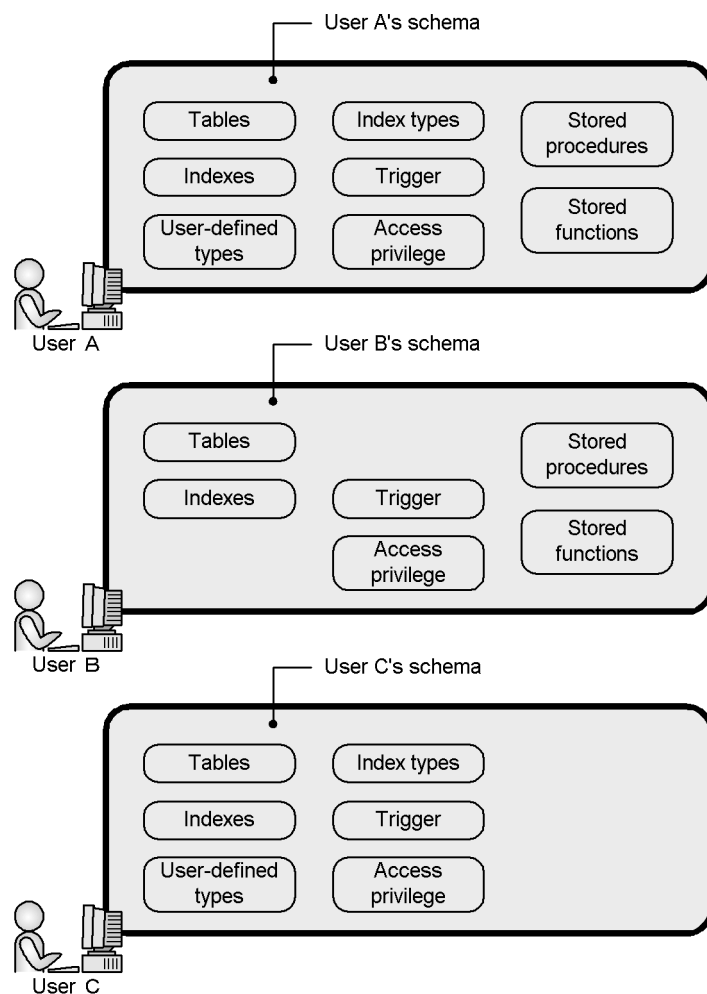 User A's schema
Tables
Index types
Stored
procedures
Indexes
Trigger
User-defined
types
Access
privilege
Stored
functions
User A
User B's schema
Tables
Stored
procedures
Indexes
Trigger
Access
privilege
Stored
functions
User B
User C's schema
Tables
Index types
Indexes
Trigger
User-defined
types
Access
privilege
User C